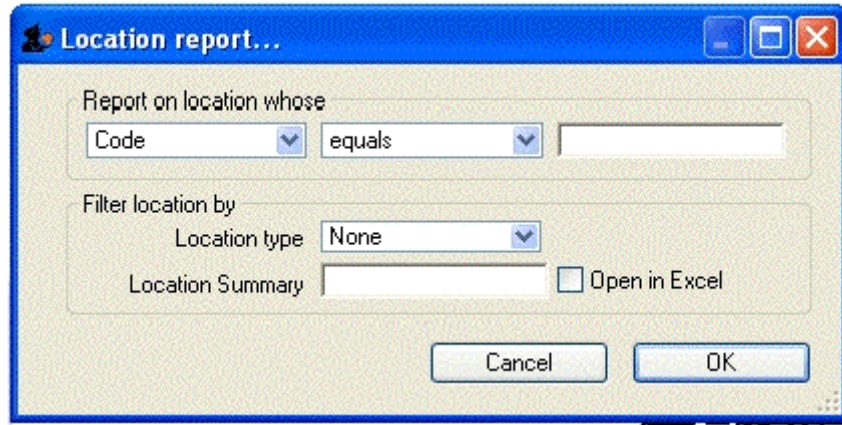 Location report...
Report on location whose
Code equals
Filter location by
Location type None
Location Summary Open in Excel
Cancel OK